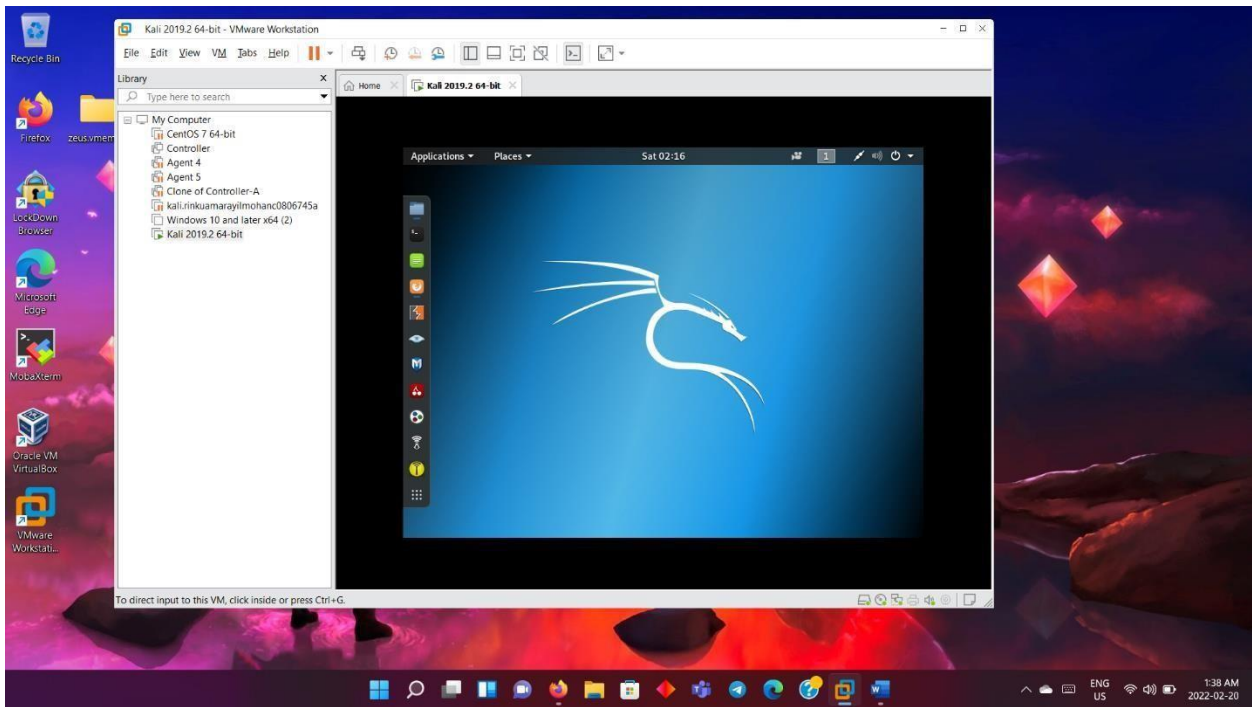 Recycle Bin
Firefox
zeus.vmem
LockDown
Browser
Microsoft
Edge
MobaXterm
Oracle VM
VirtualBox
VMware
Workstati...
Kali 2019.2 64-bit - VMware Workstation
File Edit View VM Tabs Help
Library
Type here to search
My Computer
CentOS 7 64-bit
Controller
Agent 4
Agent 5
Clone of Controller-A
kali.rinkuamarayilmohanc0806745a
Windows 10 and later x64 (2)
Kali 2019.2 64-bit
Home Kali 2019.2 64-bit
Applications Places Sat 02:16 1
To direct input to this VM, click inside or press Ctrl+G.
ENG
US
1:38 AM
2022-02-20